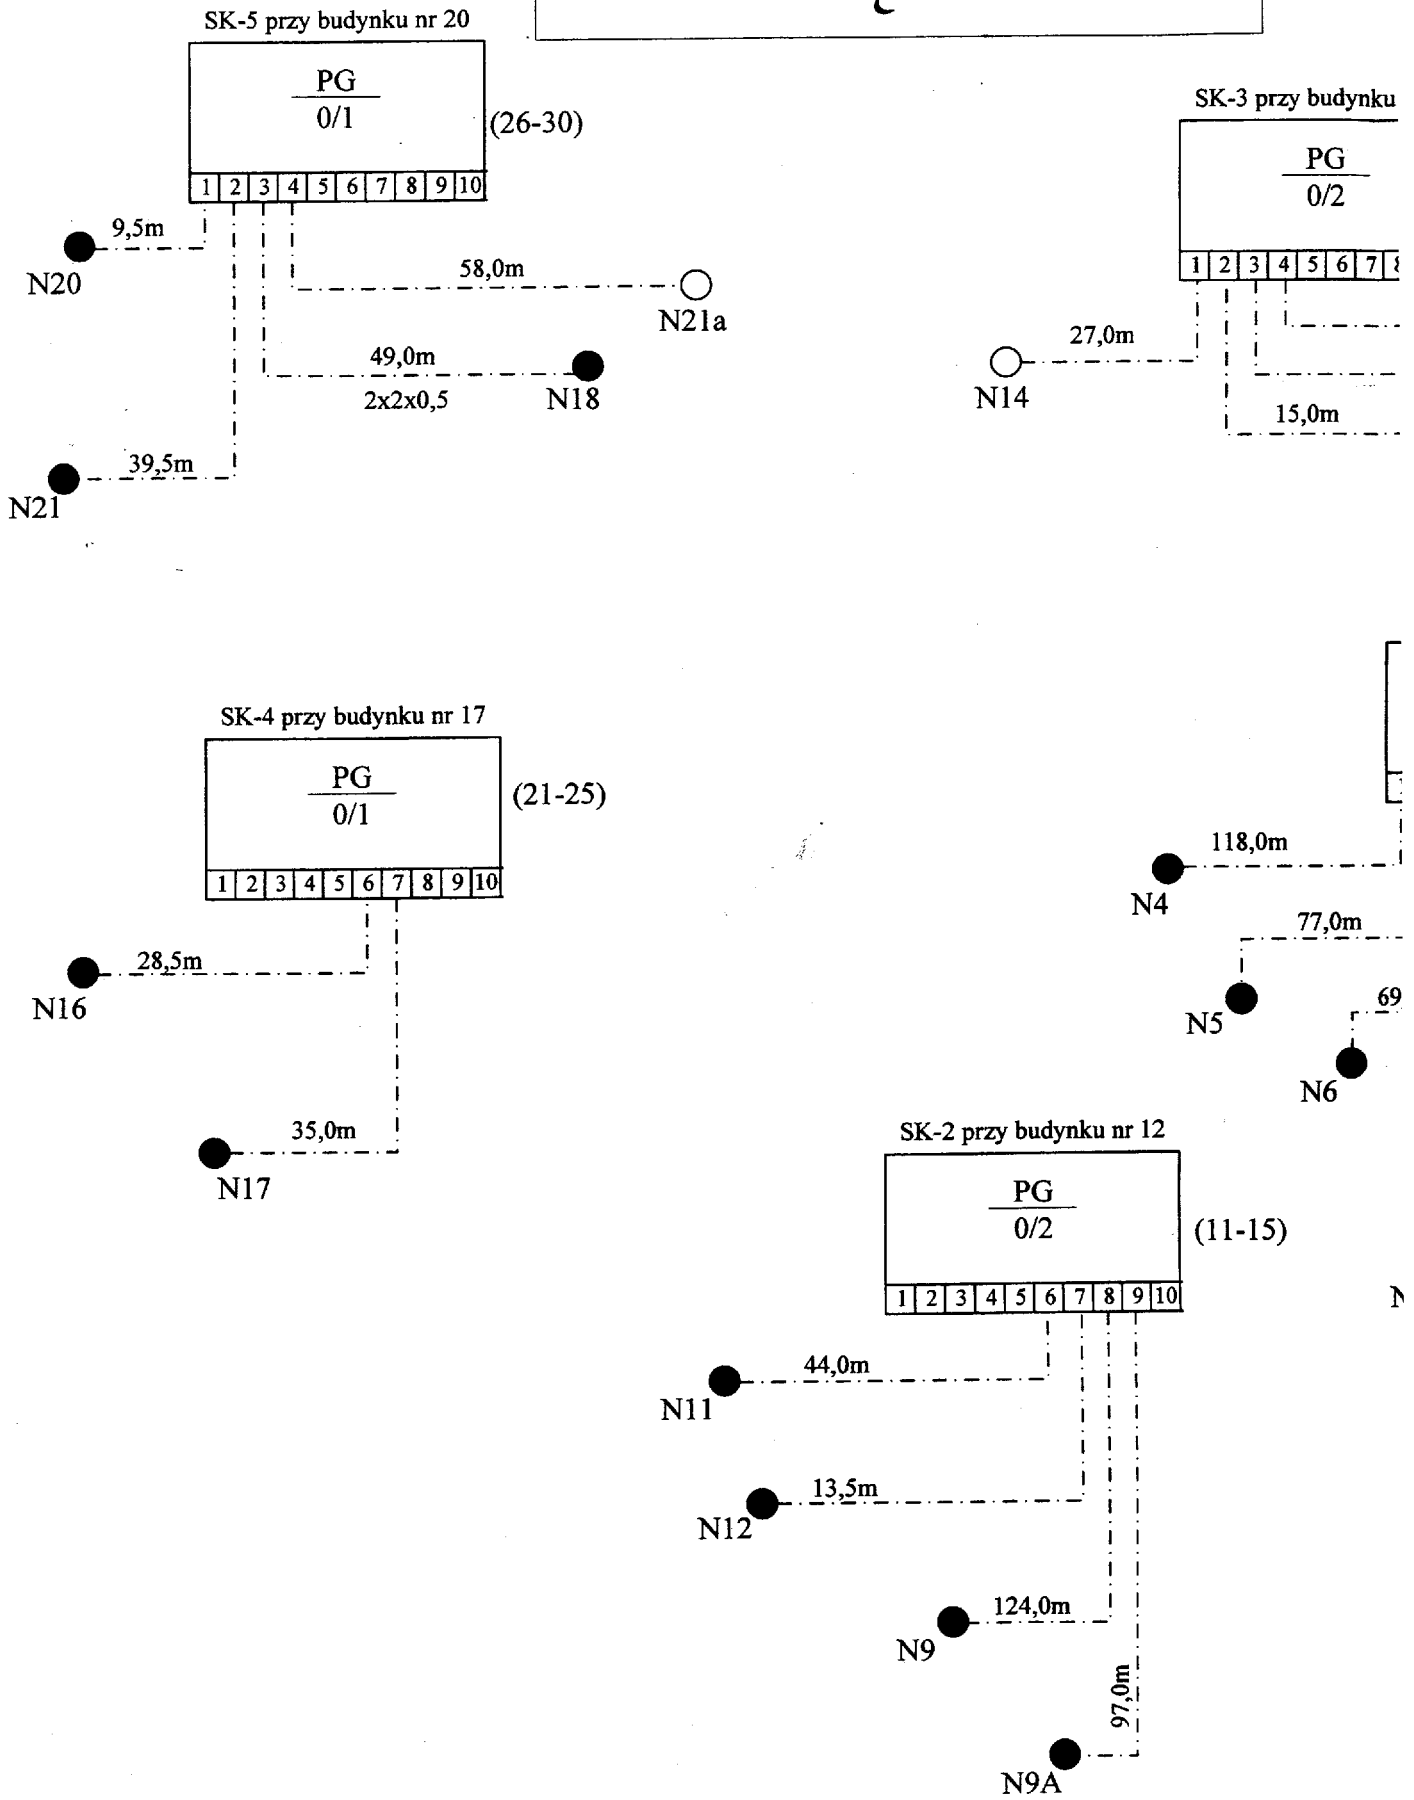 SK-5 przy budynku nr 20
PG
0/1
(26-30)
1 2 3 4 5 6 7 8 9 10
9,5m
N20
58,0m
N21a
49,0m
2x2x0,5
N18
39,5m
N21
SK-3 przy budynku
PG
0/2
1 2 3 4 5 6 7 8
27,0m
N14
15,0m
SK-4 przy budynku nr 17
PG
0/1
(21-25)
1 2 3 4 5 6 7 8 9 10
28,5m
N16
35,0m
N17
118,0m
N4
77,0m
N5
69
N6
SK-2 przy budynku nr 12
PG
0/2
(11-15)
1 2 3 4 5 6 7 8 9 10
44,0m
N11
13,5m
N12
124,0m
N9
97,0m
N9A